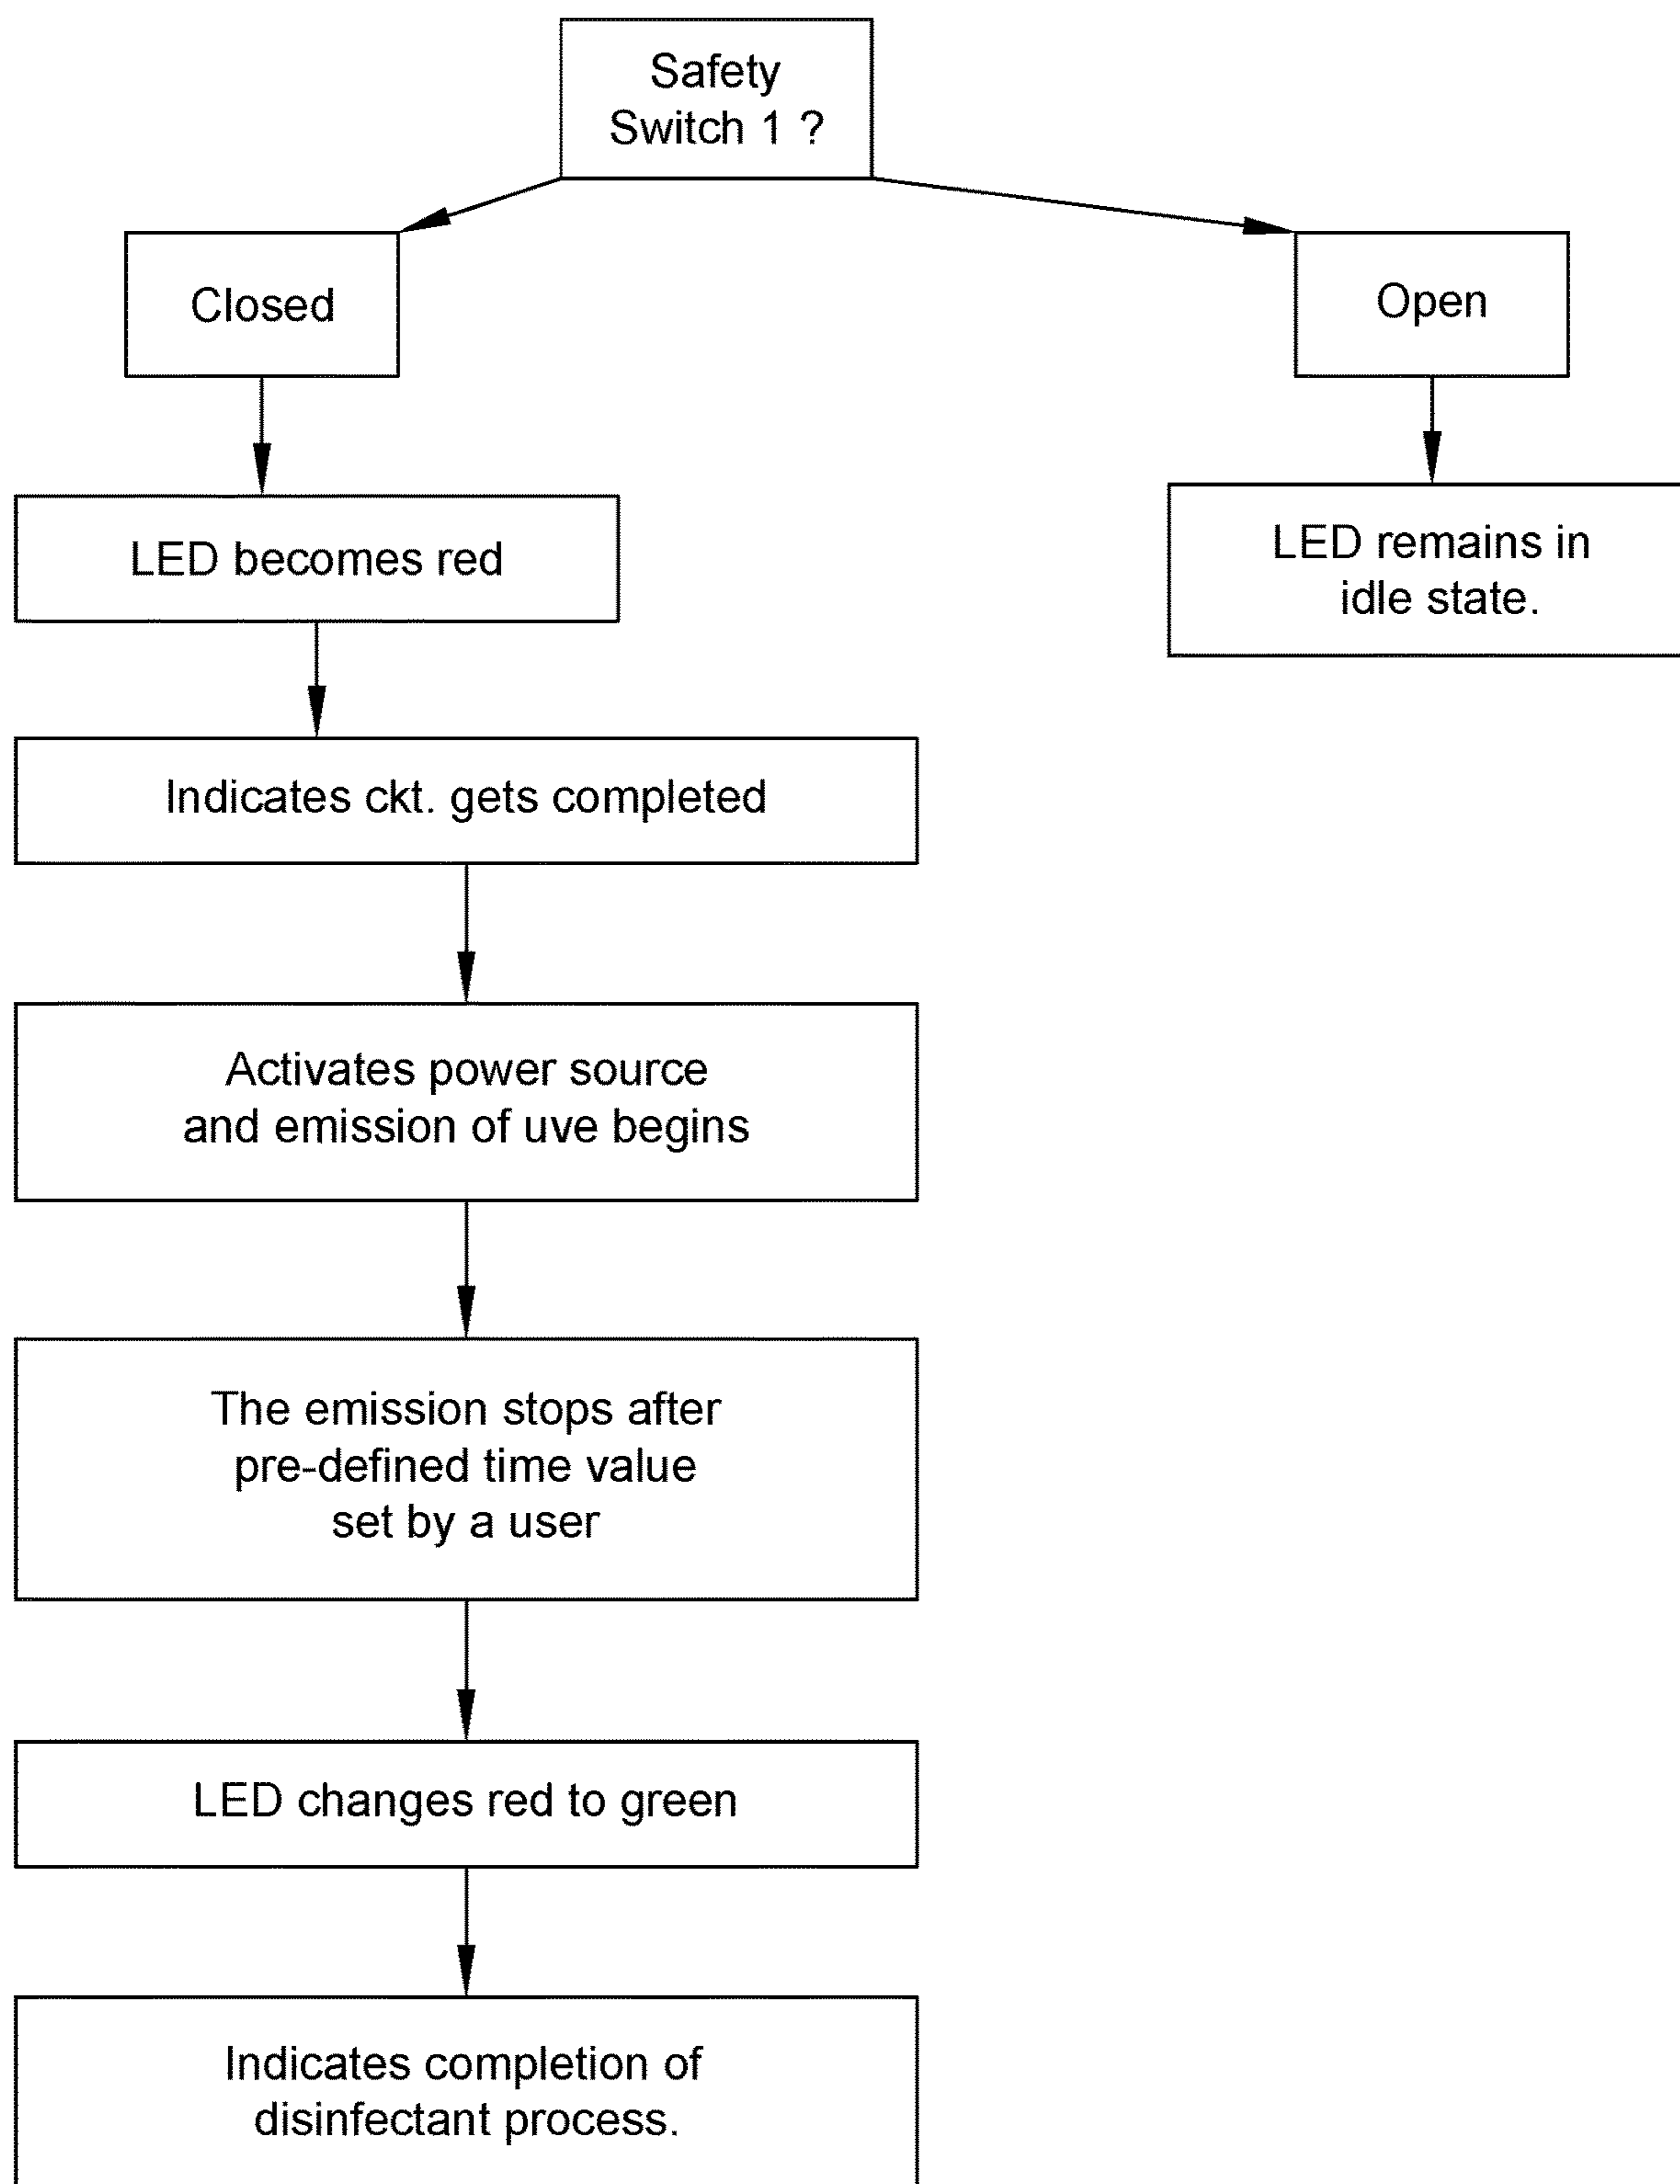 Safety
Switch 1 ?
Closed
Open
LED becomes red
LED remains in
idle state.
Indicates ckt. gets completed
Activates power source
and emission of uve begins
The emission stops after
pre-defined time value
set by a user
LED changes red to green
Indicates completion of
disinfectant process.